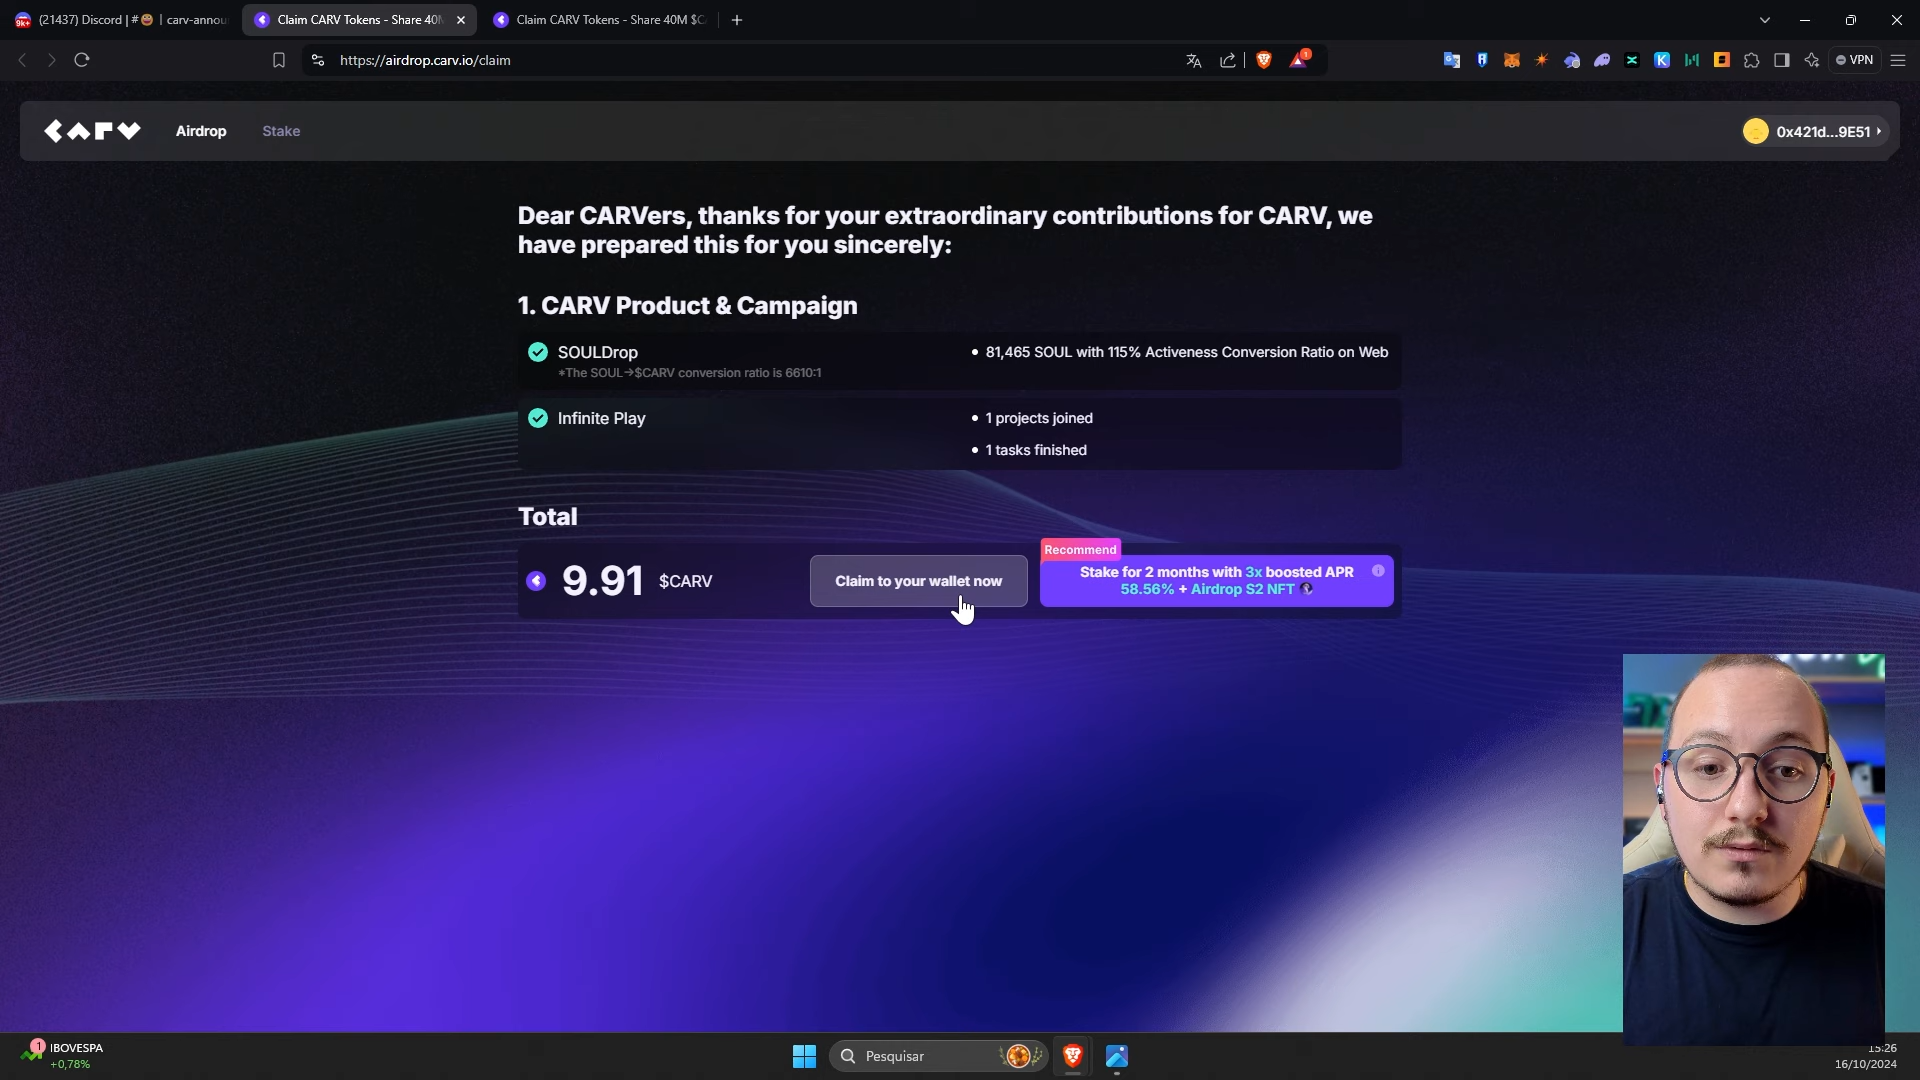 (21437) Discord | #
carv-annou
Claim CARV Tokens - Share 40M
Claim CARV Tokens - Share 40M $C
https://airdrop.carv.io/claim
1
VPN
CARV
Airdrop
Stake
0x421d...9E51
Dear CARVers, thanks for your extraordinary contributions for CARV, we
have prepared this for you sincerely:
1. CARV Product & Campaign
SOULDrop
*The SOUL→$CARV conversion ratio is 6610:1
• 81,465 SOUL with 115% Activeness Conversion Ratio on Web
Infinite Play
• 1 projects joined
• 1 tasks finished
Total
9.91 $CARV
Claim to your wallet now
Recommend
Stake for 2 months with 3x boosted APR
58.56% + Airdrop S2 NFT
1
IBOVESPA
+0,78%
Pesquisar
15:26
16/10/2024